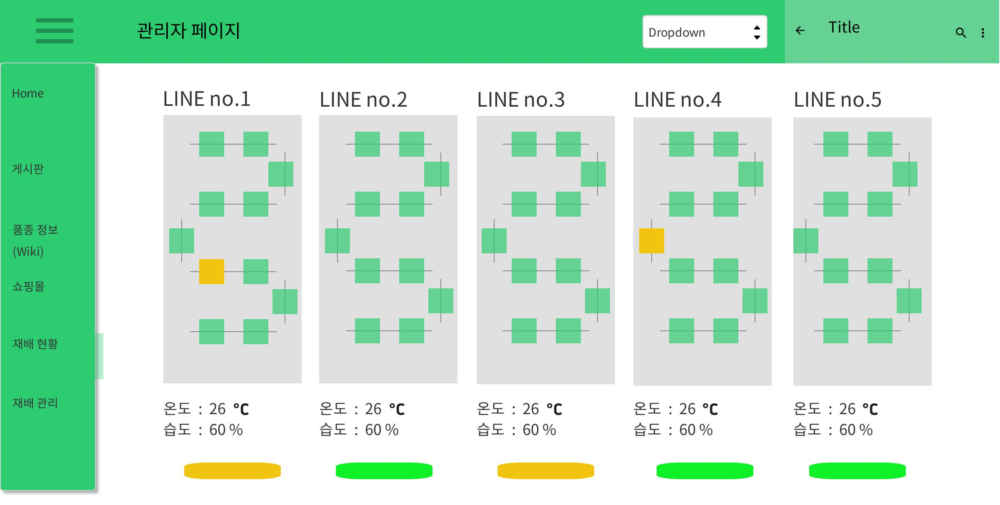 관리자 페이지
Dropdown
Title
Home
게시판
품종 정보
(Wiki)
쇼핑몰
재배 현황
재배 관리
LINE no.1
LINE no.2
LINE no.3
LINE no.4
LINE no.5
온도 : 26 °C
습도 : 60 %
온도 : 26 °C
습도 : 60 %
온도 : 26 °C
습도 : 60 %
온도 : 26 °C
습도 : 60 %
온도 : 26 °C
습도 : 60 %